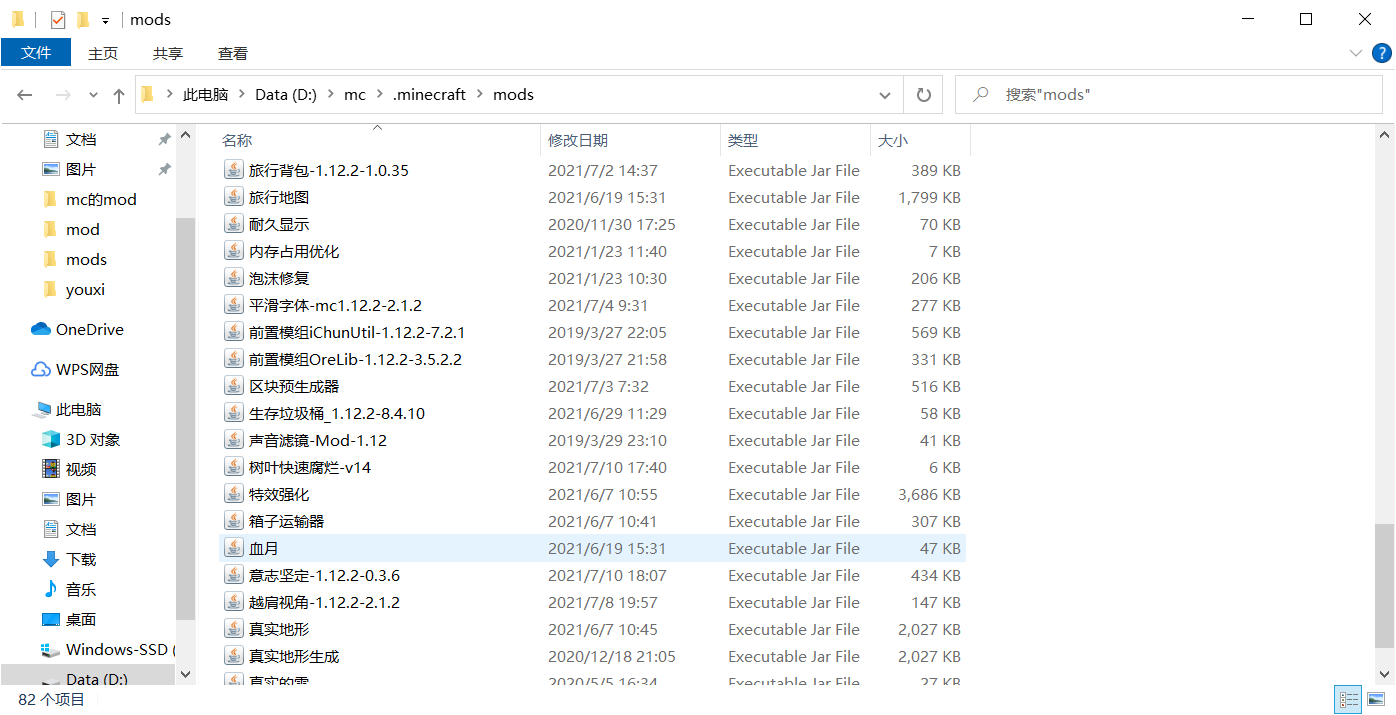 mods
文件 主页 共享 查看
此电脑 Data (D:) mc .minecraft mods 搜索"mods"
文档
图片
mc的mod
mod
mods
youxi
OneDrive
WPS网盘
此电脑
3D 对象
视频
图片
文档
下载
音乐
桌面
Windows-SSD (
Data (D:)
名称 修改日期 类型 大小
旅行背包-1.12.2-1.0.35 2021/7/2 14:37 Executable Jar File 389 KB
旅行地图 2021/6/19 15:31 Executable Jar File 1,799 KB
耐久显示 2020/11/30 17:25 Executable Jar File 70 KB
内存占用优化 2021/1/23 11:40 Executable Jar File 7 KB
泡沫修复 2021/1/23 10:30 Executable Jar File 206 KB
平滑字体-mc1.12.2-2.1.2 2021/7/4 9:31 Executable Jar File 277 KB
前置模组iChunUtil-1.12.2-7.2.1 2019/3/27 22:05 Executable Jar File 569 KB
前置模组OreLib-1.12.2-3.5.2.2 2019/3/27 21:58 Executable Jar File 331 KB
区块预生成器 2021/7/3 7:32 Executable Jar File 516 KB
生存垃圾桶_1.12.2-8.4.10 2021/6/29 11:29 Executable Jar File 58 KB
声音滤镜-Mod-1.12 2019/3/29 23:10 Executable Jar File 41 KB
树叶快速腐烂-v14 2021/7/10 17:40 Executable Jar File 6 KB
特效强化 2021/6/7 10:55 Executable Jar File 3,686 KB
箱子运输器 2021/6/7 10:41 Executable Jar File 307 KB
血月 2021/6/19 15:31 Executable Jar File 47 KB
意志坚定-1.12.2-0.3.6 2021/7/10 18:07 Executable Jar File 434 KB
越肩视角-1.12.2-2.1.2 2021/7/8 19:57 Executable Jar File 147 KB
真实地形 2021/6/7 10:45 Executable Jar File 2,027 KB
真实地形生成 2020/12/18 21:05 Executable Jar File 2,027 KB
真实的雷 2020/5/5 16:34 Executable Jar File 27 KB
82 个项目